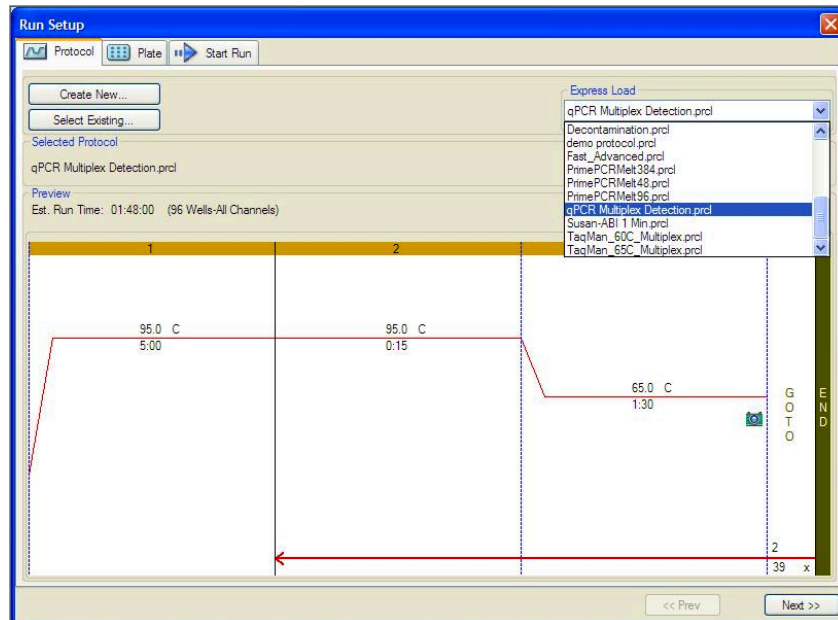 Run Setup
Protocol
Plate
Start Run
Create New...
Select Existing...
Express Load
qPCR Multiplex Detection.prcl
Decontamination.prcl
demo protocol.prcl
Fast_Advanced.prcl
PrimePCRMelt384.prcl
PrimePCRMelt48.prcl
PrimePCRMelt96.prcl
qPCR Multiplex Detection.prcl
Susan-ABI 1 Min.prcl
TaqMan_60C_Multiplex.prcl
TaqMan_65C_Multiplex.prcl
Selected Protocol
qPCR Multiplex Detection.prcl
Preview
Est. Run Time: 01:48:00 (96 Wells-All Channels)
1
2
95.0 C
5:00
95.0 C
0:15
65.0 C
1:30
GOTO
END
2
39 x
<< Prev
Next >>